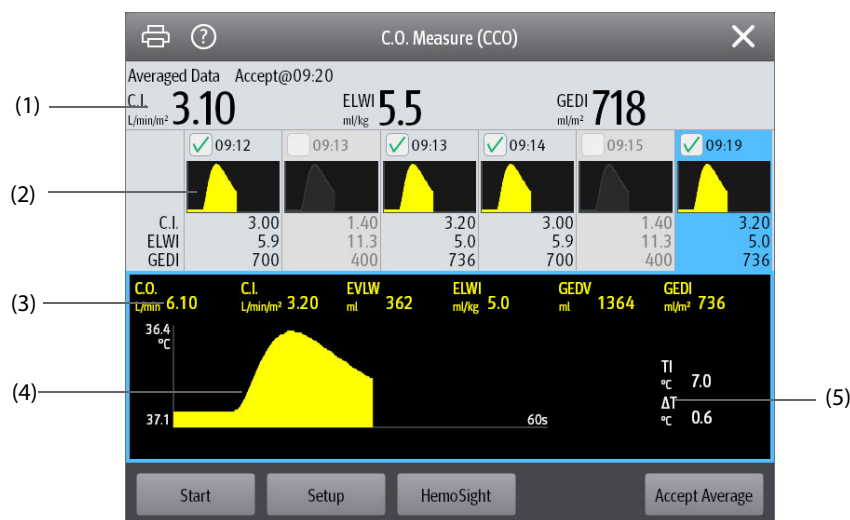 C.O. Measure (CCO)
Averaged Data Accept@09:20
(1)
C.I. L/min/m² 3.10 ELWI ml/kg 5.5 GEDI ml/m² 718
09:12 09:13 09:13 09:14 09:15 09:19
(2)
C.I. 3.00 1.40 3.20 3.00 1.40 3.20
ELWI 5.9 11.3 5.0 5.9 11.3 5.0
GEDI 700 400 736 700 400 736
(3)
C.O. L/min 6.10 C.I. L/min/m² 3.20 EVLW ml 362 ELWI ml/kg 5.0 GEDV ml 1364 GEDI ml/m² 736
36.4
°C
(4)
37.1 60s
TI
°C 7.0
ΔT
°C 0.6
(5)
Start Setup HemoSight Accept Average